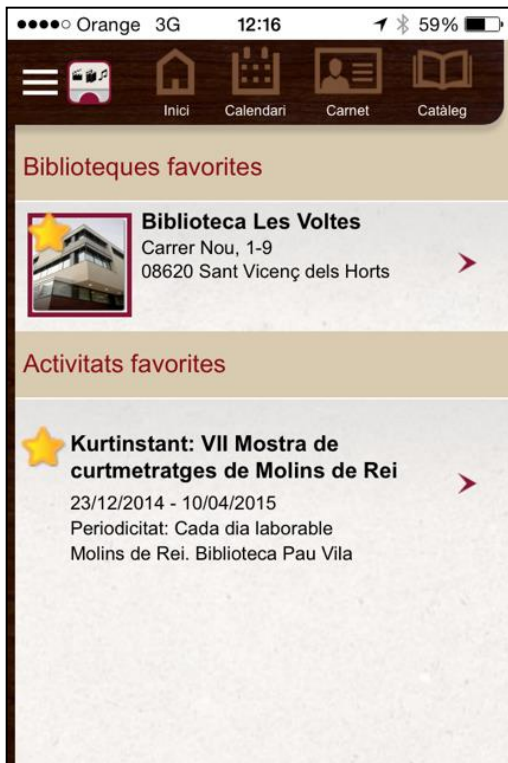 Orange 3G 12:16 59%
Inici Calendari Carnet Catàleg
Biblioteques favorites
Biblioteca Les Voltes
Carrer Nou, 1-9
08620 Sant Vicenç dels Horts
Activitats favorites
Kurtinstant: VII Mostra de
curtmetratges de Molins de Rei
23/12/2014 - 10/04/2015
Periodicitat: Cada dia laborable
Molins de Rei. Biblioteca Pau Vila